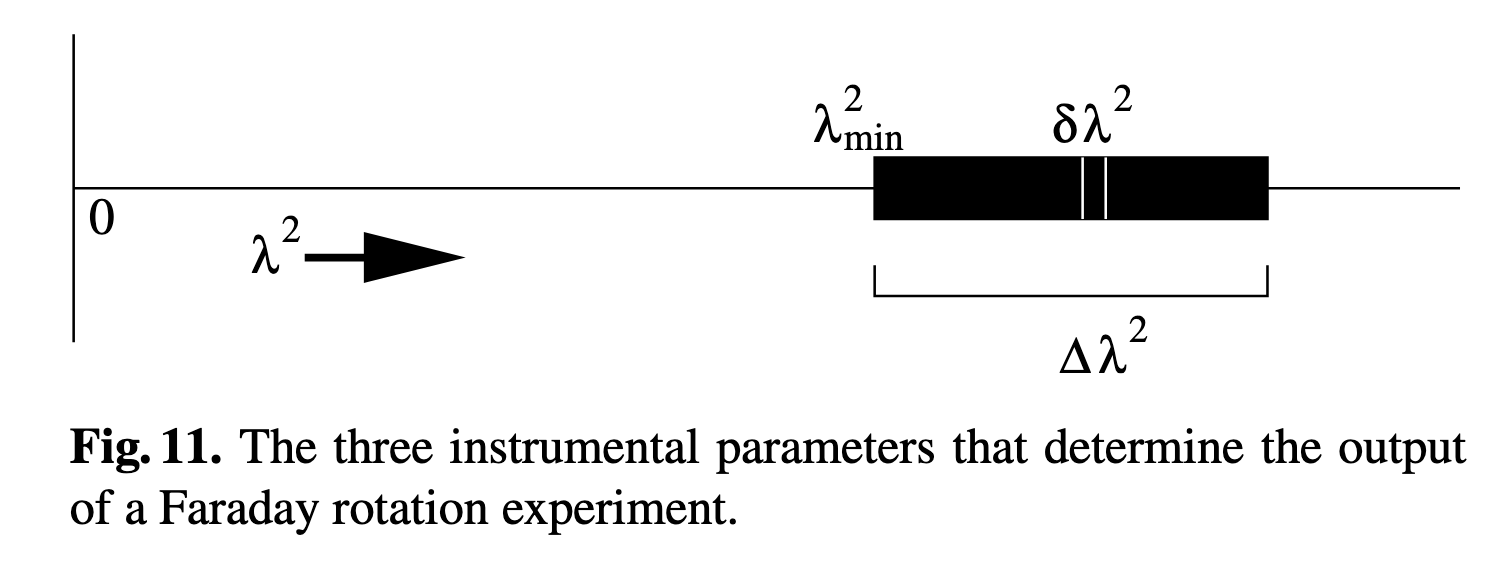 λ²min δλ²
0
λ²
Δλ²
Fig. 11. The three instrumental parameters that determine the output
of a Faraday rotation experiment.